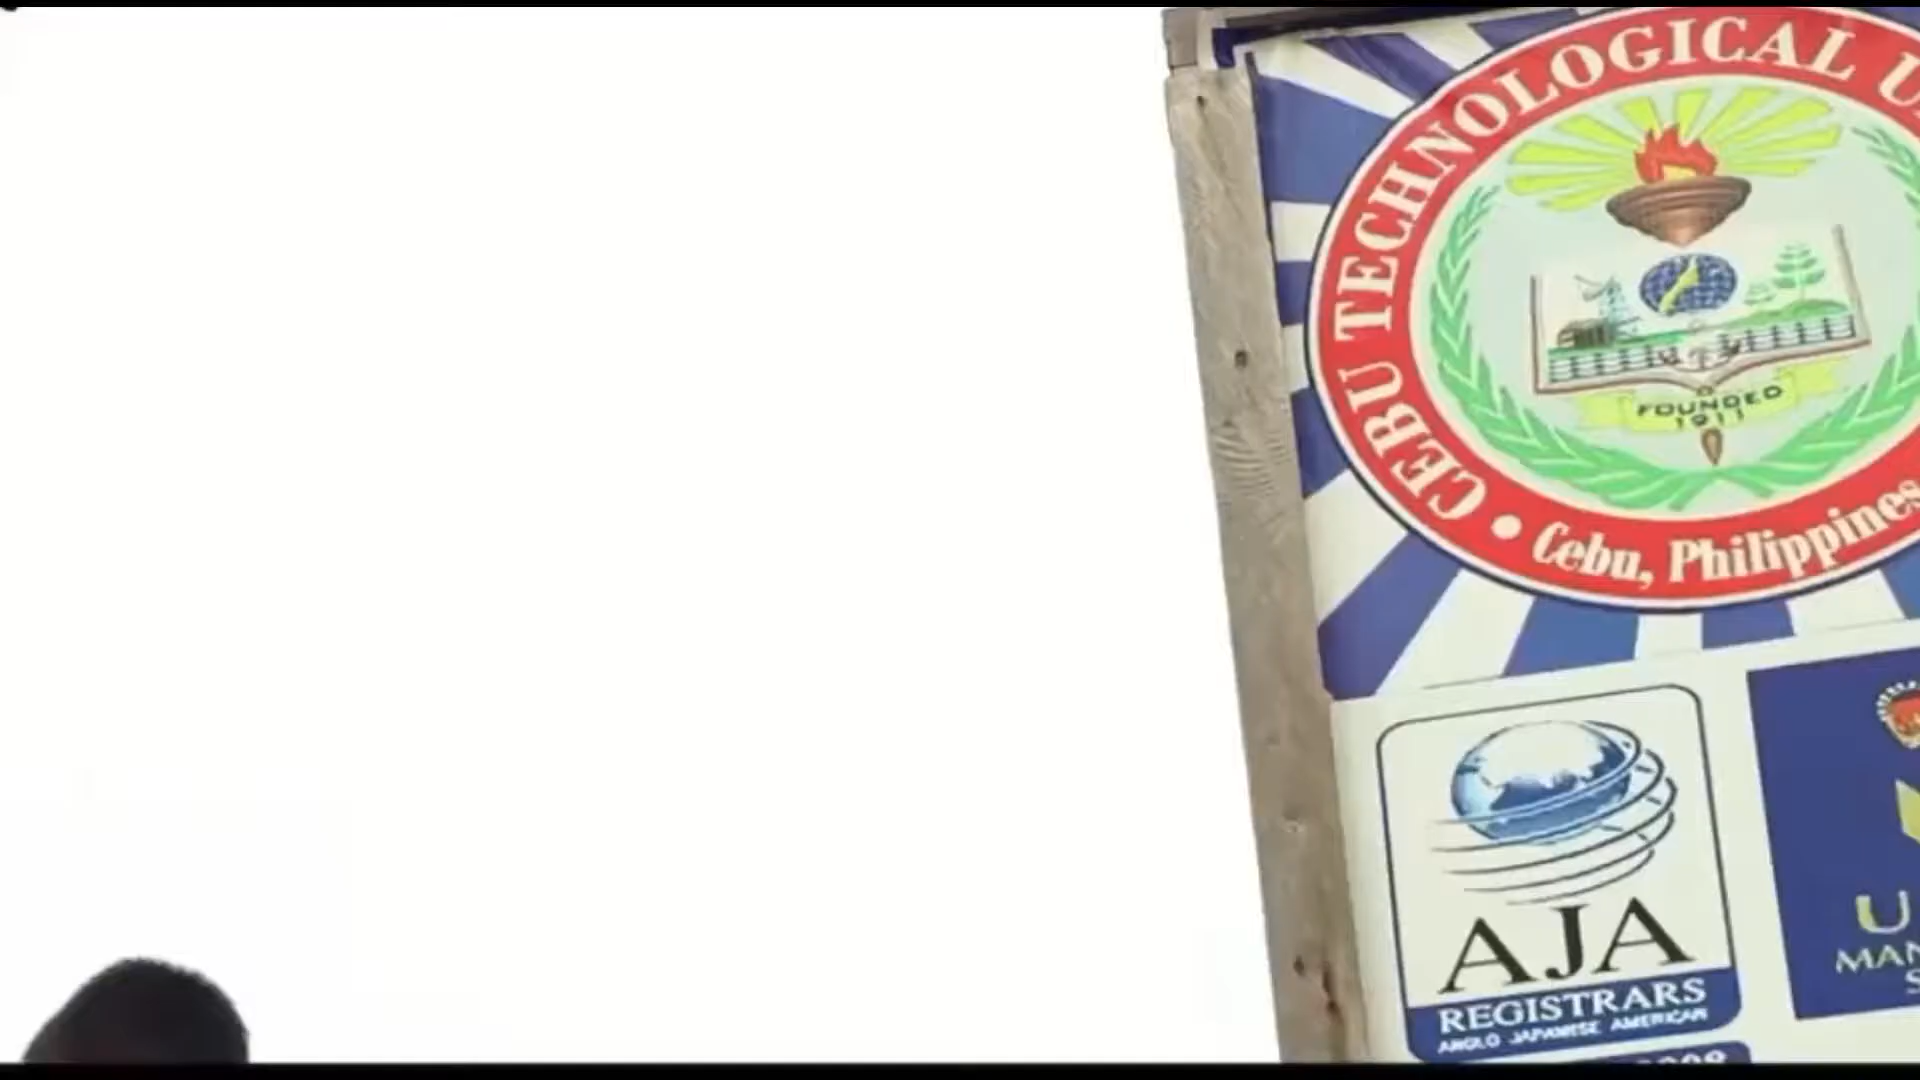 CEBU TECHNOLOGICAL
Cebu, Philippines
FOUNDED
1911
AJA
REGISTRARS
ANGLO JAPANESE AMERICAN